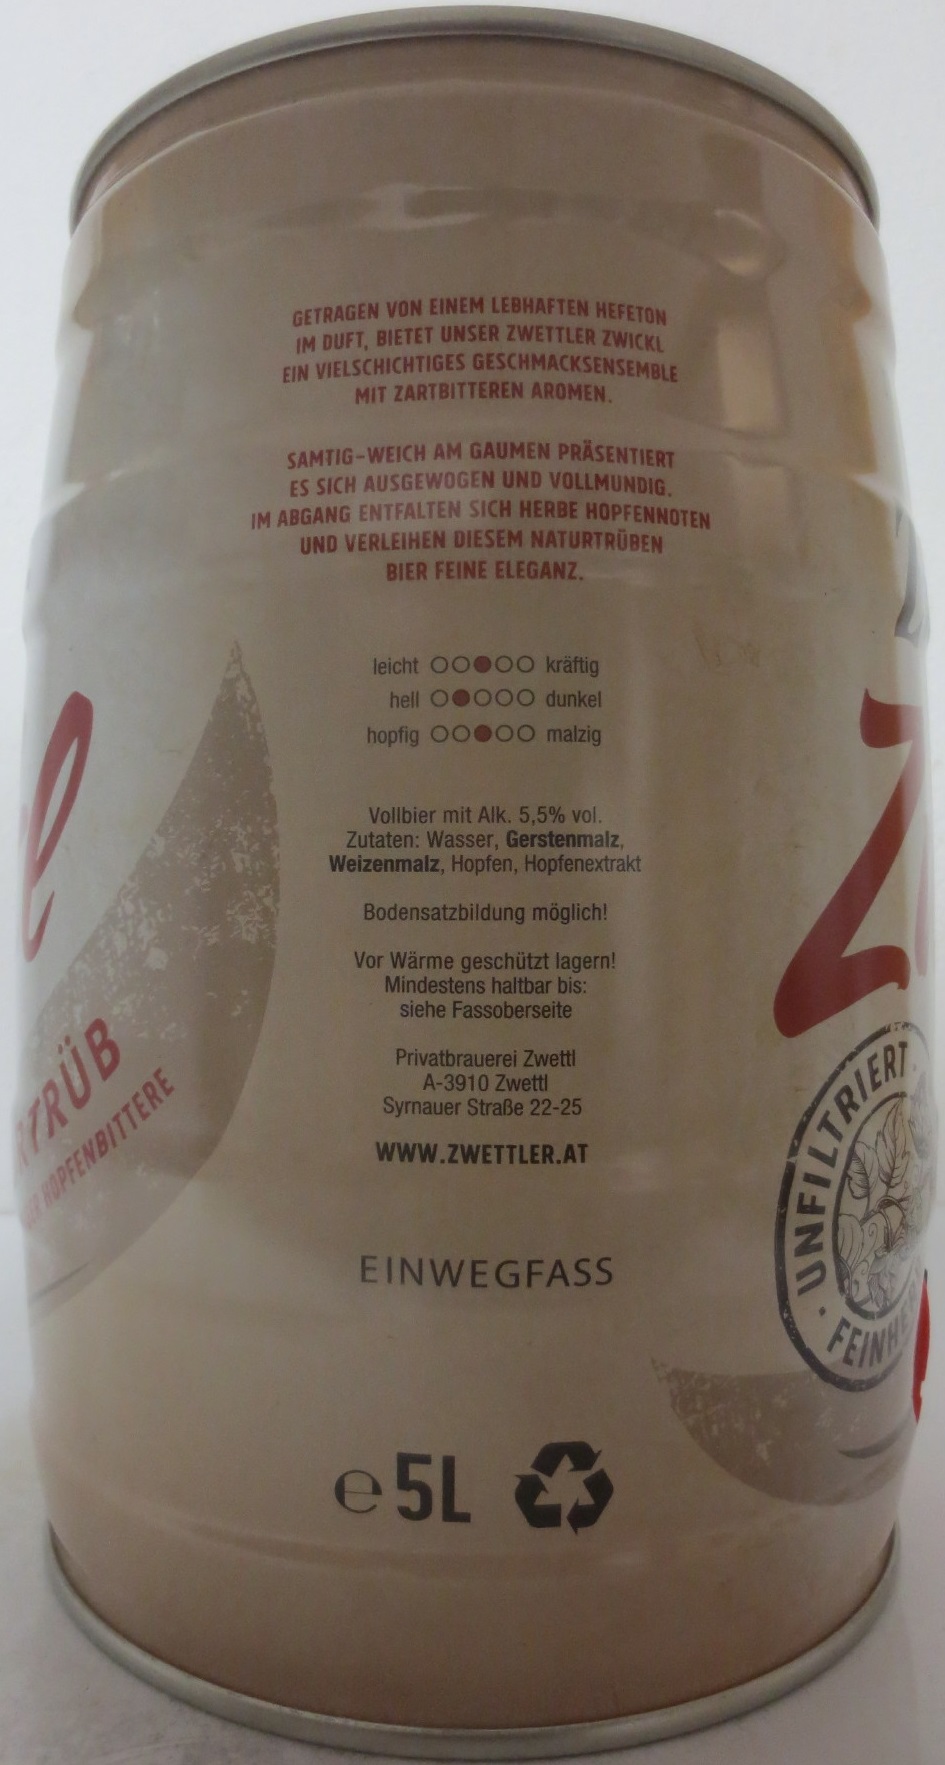 GETRAGEN VON EINEM LEBHAFTEN HEFETON
IM DUFT, BIETET UNSER ZWETTLER ZWICKL
EIN VIELSCHICHTIGES GESCHMACKSENSEMBLE
MIT ZARTBITTEREN AROMEN.
SAMTIG-WEICH AM GAUMEN PRÄSENTIERT
ES SICH AUSGEWOGEN UND VOLLMUNDIG.
IM ABGANG ENTFALTEN SICH HERBE HOPFENNOTEN
UND VERLEIHEN DIESEM NATURTRÜBEN
BIER FEINE ELEGANZ.
leicht ○○●○○ kräftig
hell ○●○○○ dunkel
hopfig ○○●○○ malzig
Vollbier mit Alk. 5,5% vol.
Zutaten: Wasser, Gerstenmalz,
Weizenmalz, Hopfen, Hopfenextrakt
Bodensatzbildung möglich!
Vor Wärme geschützt lagern!
Mindestens haltbar bis:
siehe Fassoberseite
Privatbrauerei Zwettl
A-3910 Zwettl
Syrnauer Straße 22-25
WWW.ZWETTLER.AT
EINWEGFASS
℮ 5L
RTRÜB
HOPFENBITTERE
· UNFILTRIERT ·
FEINHE